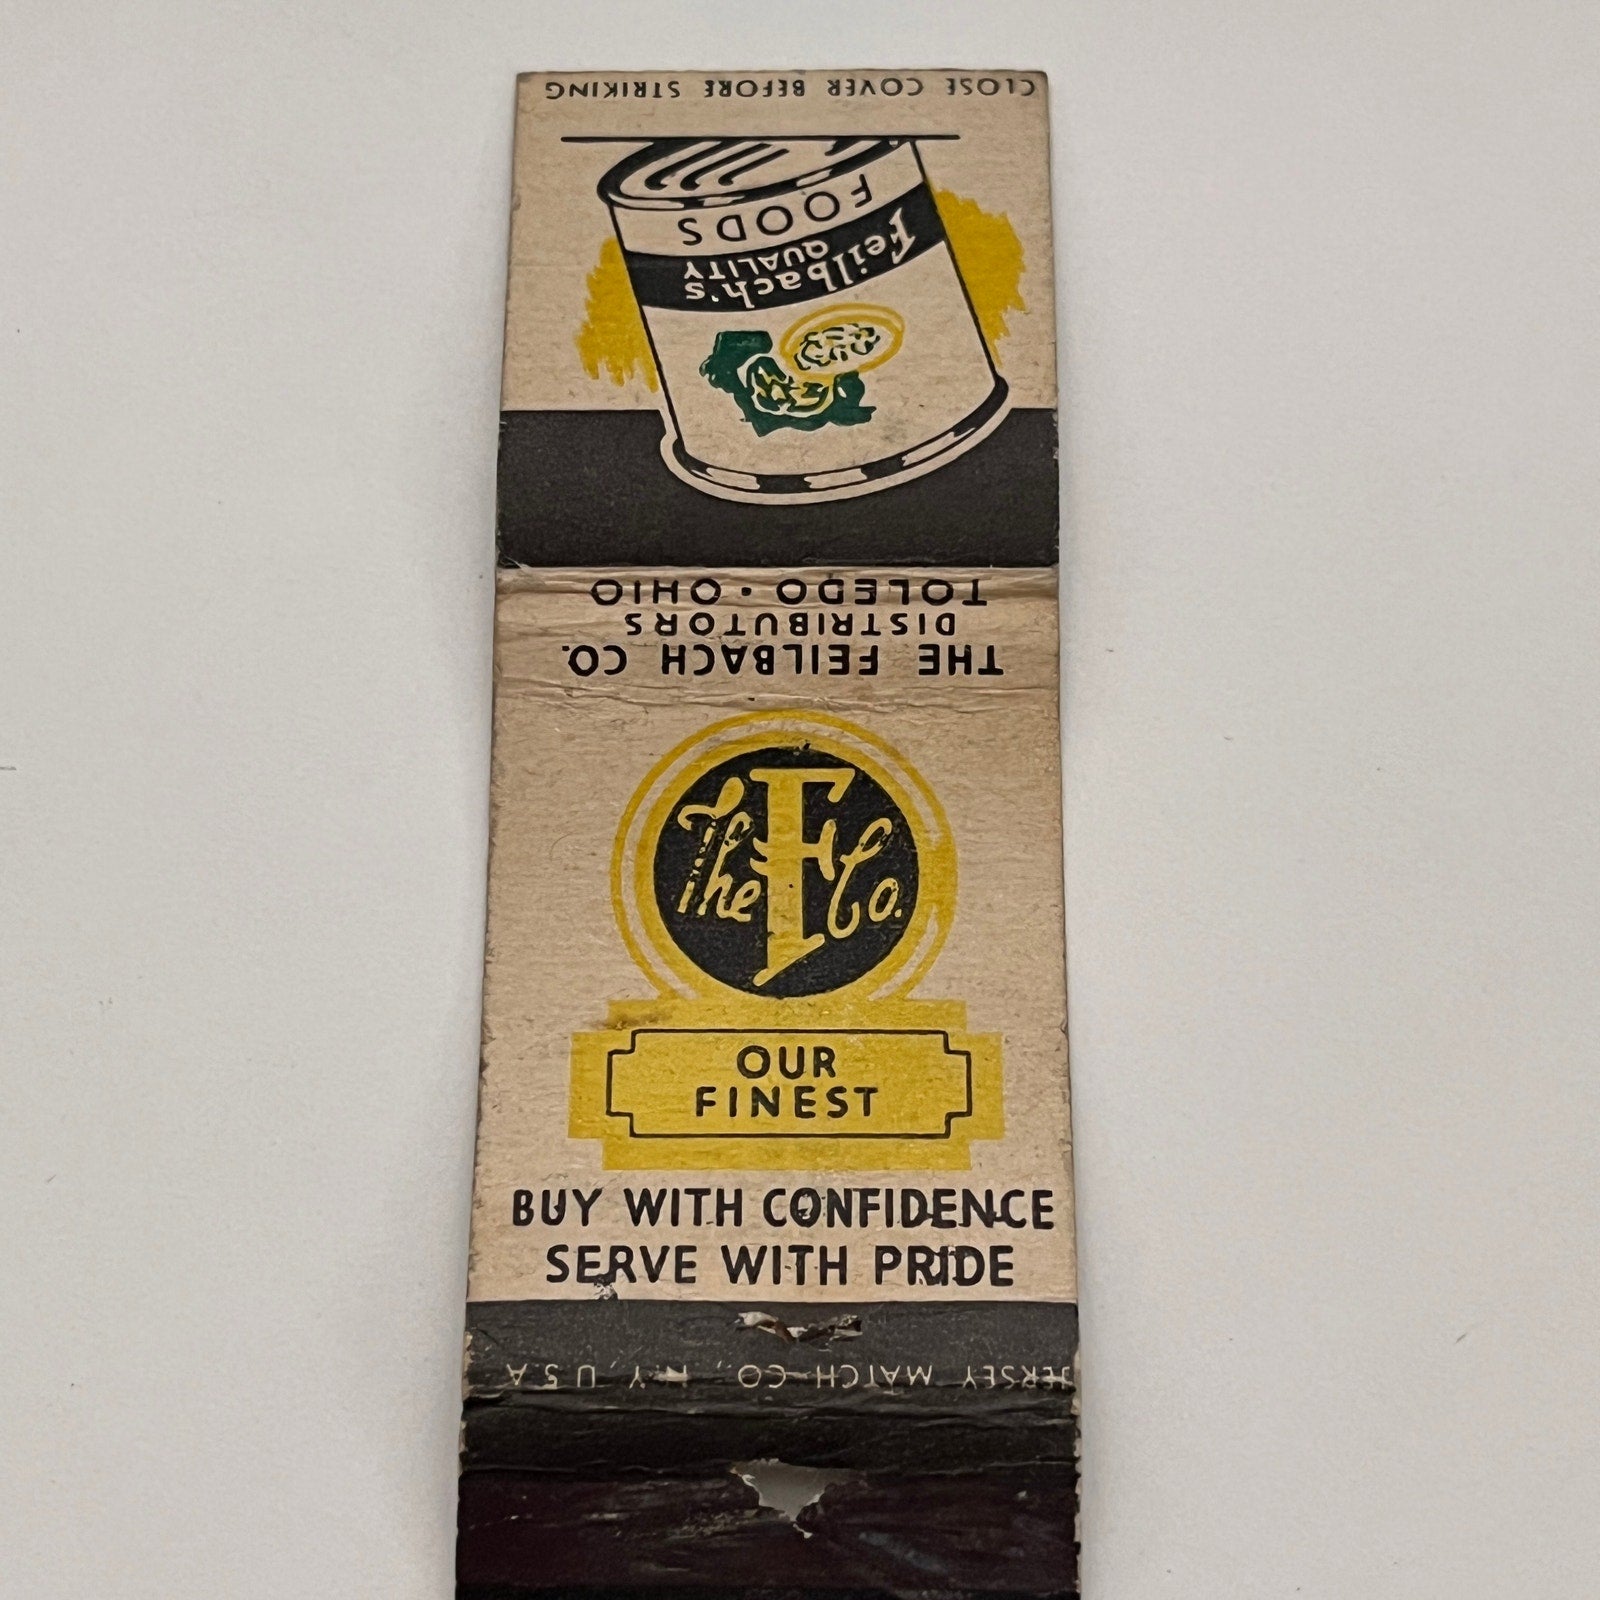 CLOSE COVER BEFORE STRIKING
FOODS
QUALITY
Feilbach's
TOLEDO • OHIO
DISTRIBUTORS
THE FEILBACH CO.
The F Co.
OUR
FINEST
BUY WITH CONFIDENCE
SERVE WITH PRIDE
JERSEY MATCH CO., N.Y., U.S.A